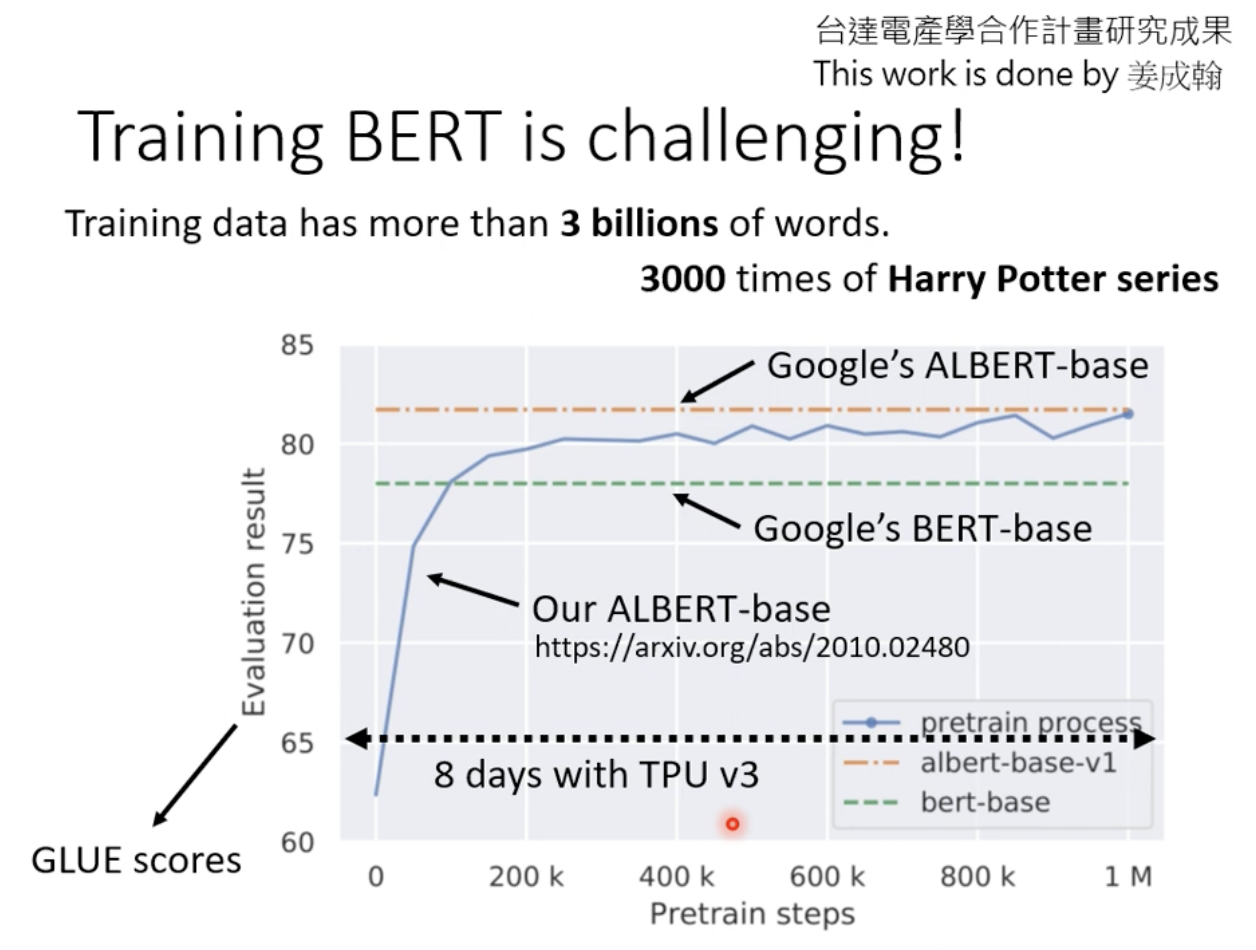 台達電產學合作計畫研究成果
This work is done by 姜成翰
Training BERT is challenging!
Training data has more than 3 billions of words.
3000 times of Harry Potter series
85
80
75
70
65
60
Evaluation result
GLUE scores
Google's ALBERT-base
Google's BERT-base
Our ALBERT-base
https://arxiv.org/abs/2010.02480
8 days with TPU v3
pretrain process
albert-base-v1
bert-base
0 200 k 400 k 600 k 800 k 1 M
Pretrain steps